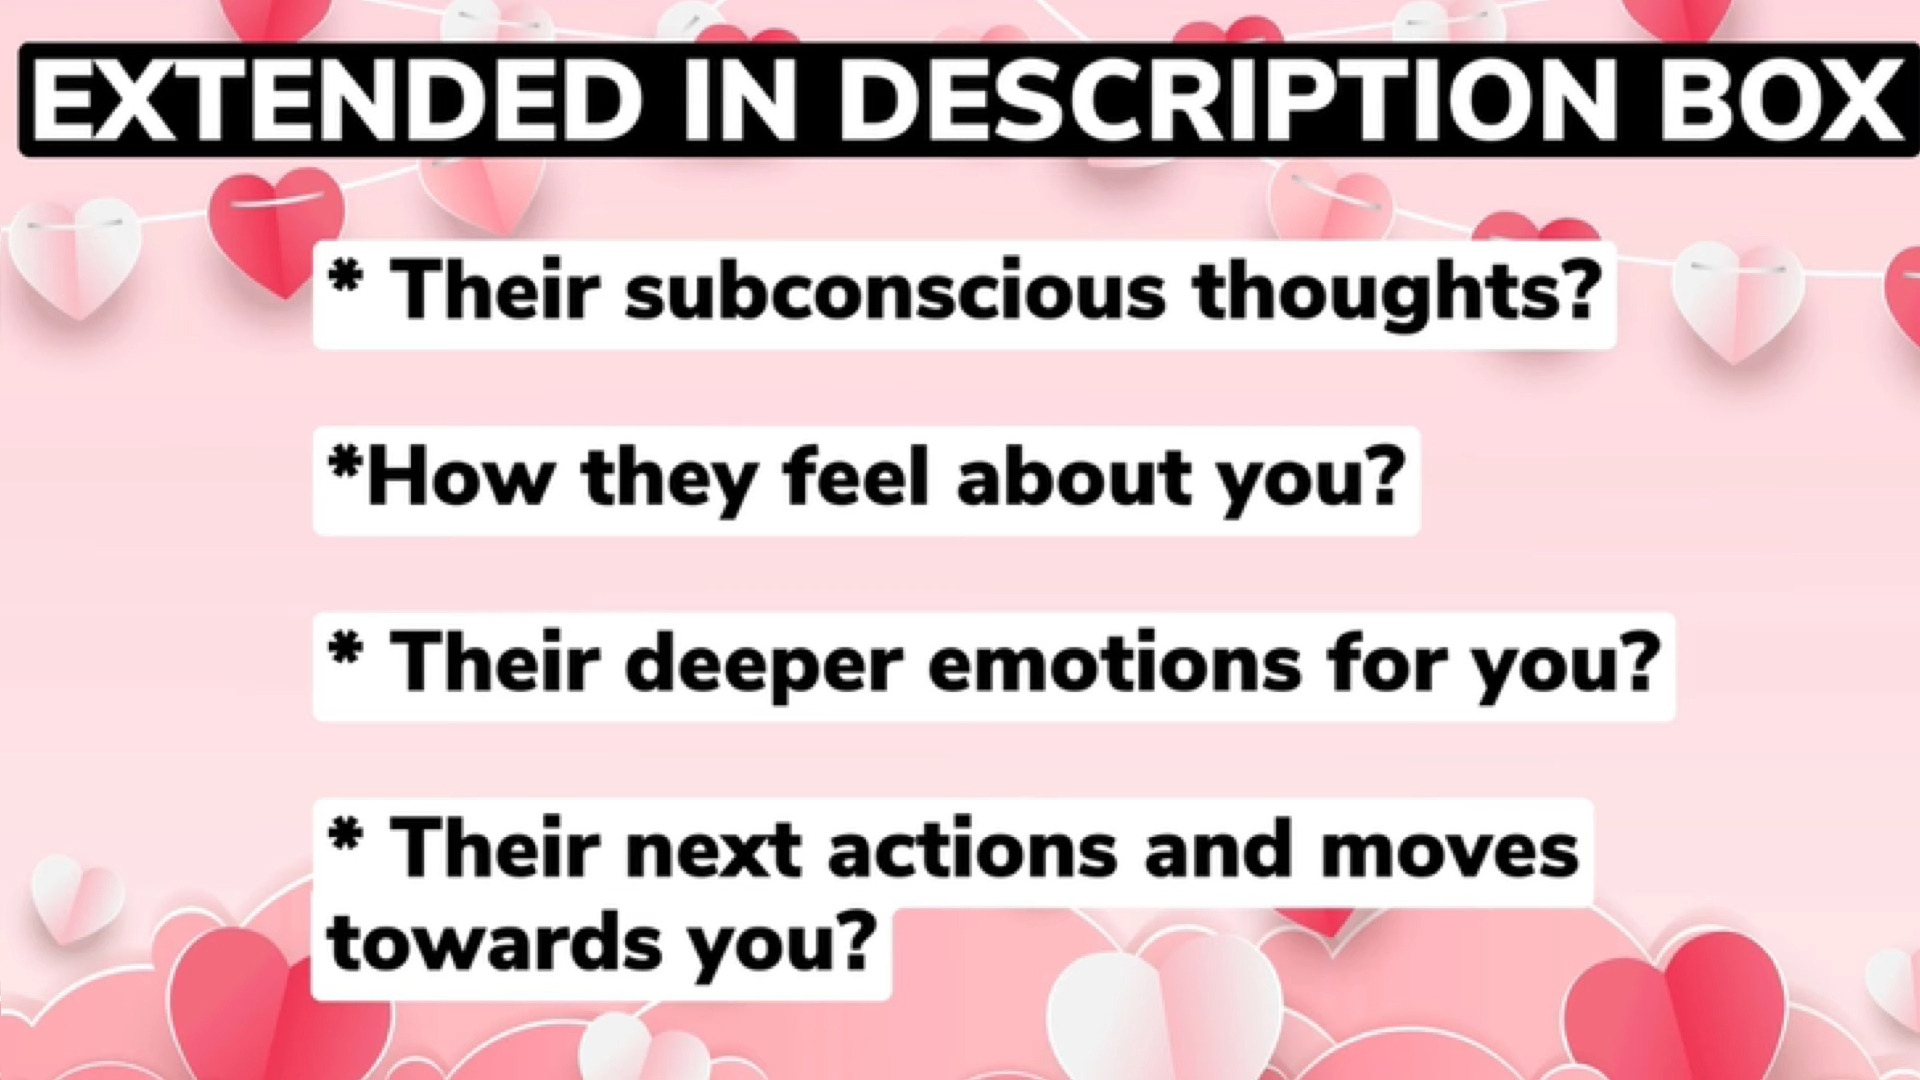 EXTENDED IN DESCRIPTION BOX
* Their subconscious thoughts?
*How they feel about you?
* Their deeper emotions for you?
* Their next actions and moves
towards you?